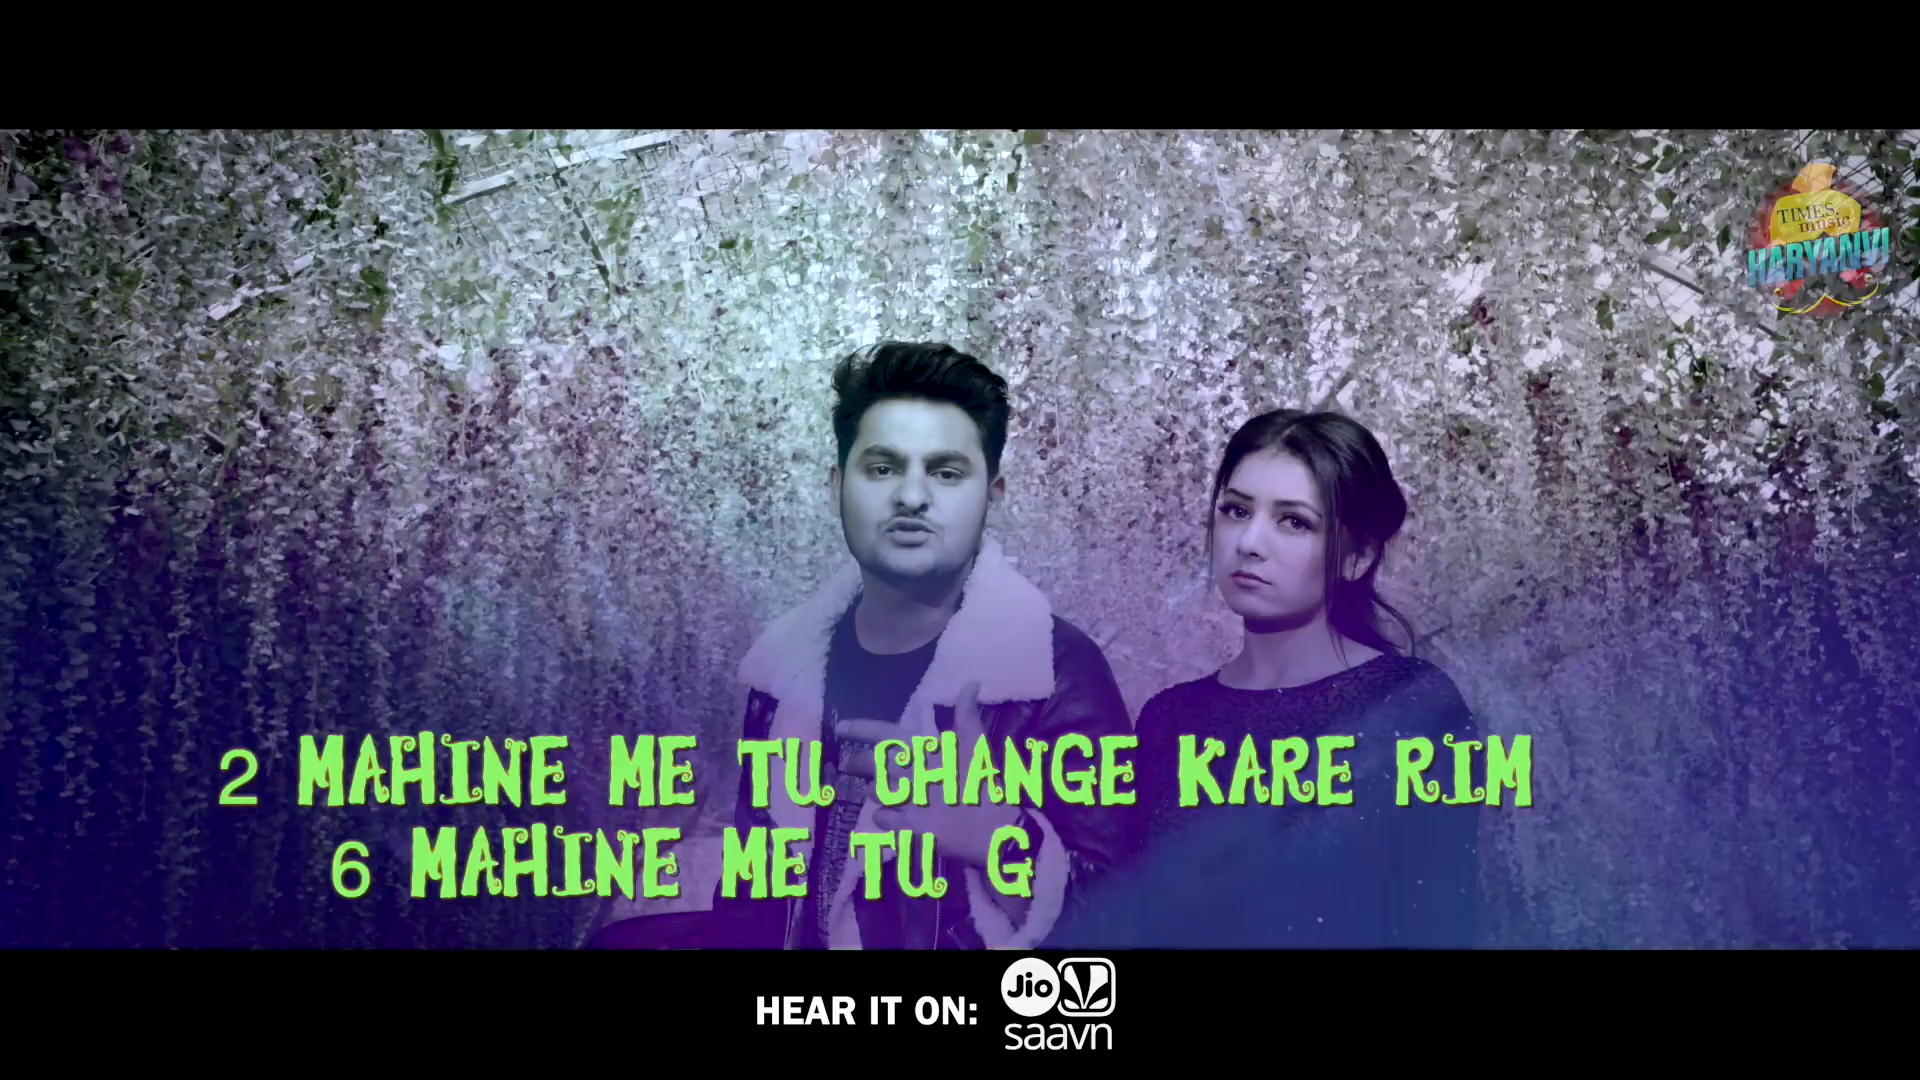 TIMES
music
HARYANVI
2 MAHINE ME TU CHANGE KARE RIM
6 MAHINE ME TU G
HEAR IT ON:
Jio
saavn